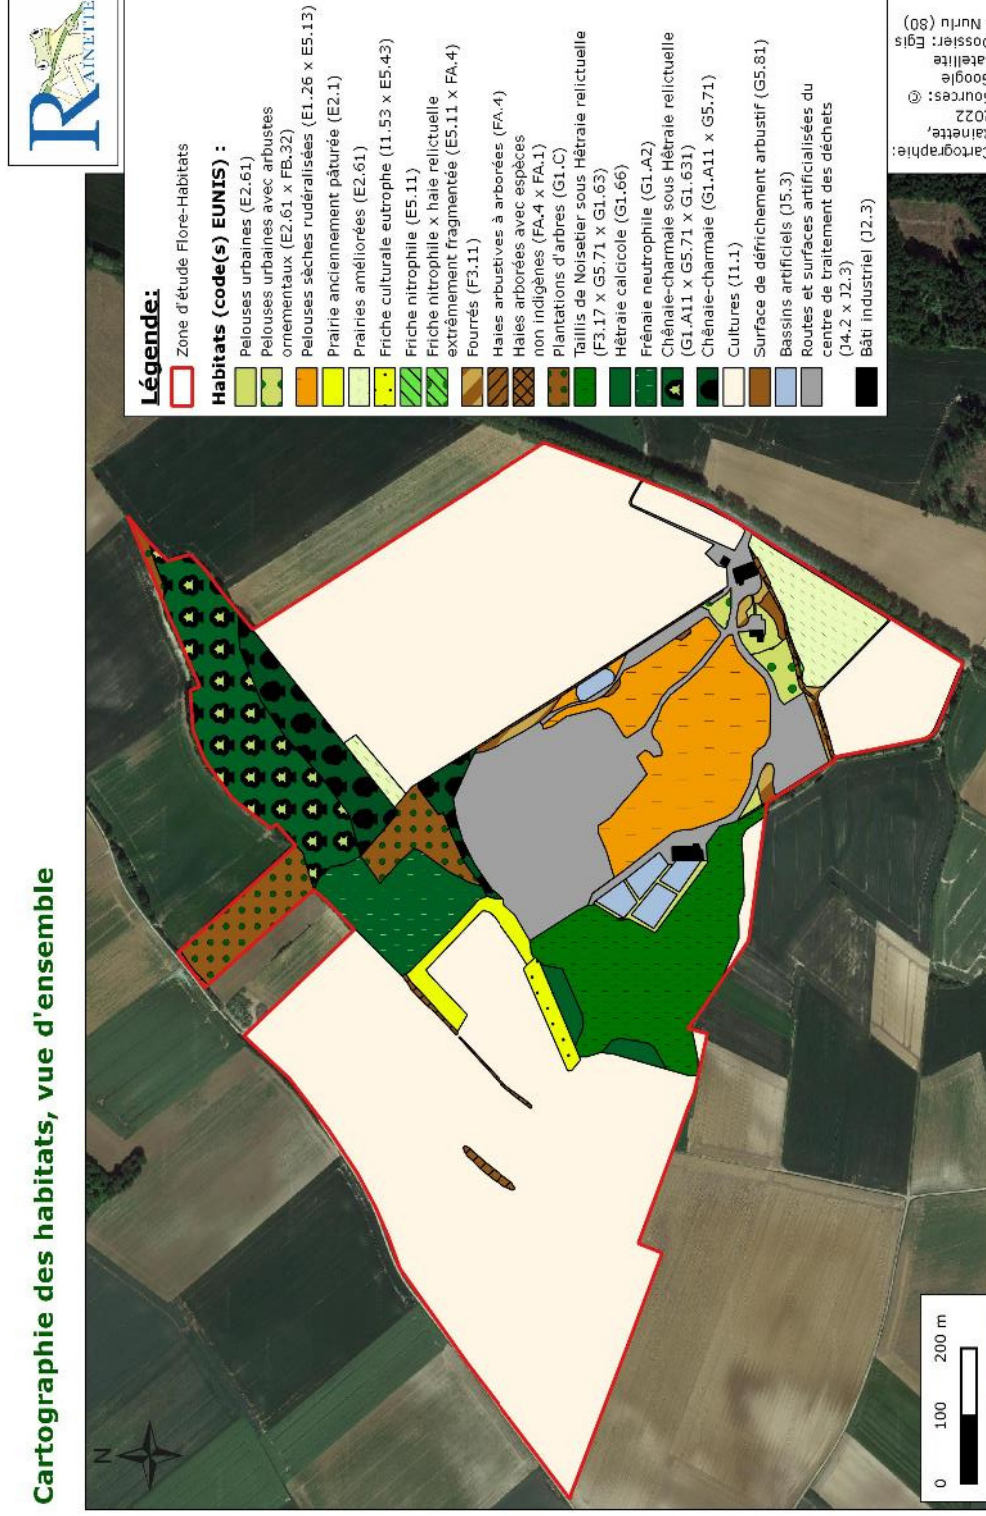 Cartographie des habitats, vue d'ensemble
N
RAINETTE
Légende:
Zone d'étude Flore-Habitats
Habitats (code(s) EUNIS) :
Pelouses urbaines (E2.61)
Pelouses urbaines avec arbustes
ornementaux (E2.61 x FB.32)
Pelouses sèches rudéralisées (E1.26 x E5.13)
Prairie anciennement pâturée (E2.1)
Prairies améliorées (E2.61)
Friche culturale eutrophe (I1.53 x E5.43)
Friche nitrophile (E5.11)
Friche nitrophile x haie relictuelle
extrêmement fragmentée (E5.11 x FA.4)
Fourrés (F3.11)
Haies arbustives à arborées (FA.4)
Haies arborées avec espèces
non indigènes (FA.4 x FA.1)
Plantations d'arbres (G1.C)
Taillis de Noisetier sous Hêtraie relictuelle
(F3.17 x G5.71 x G1.63)
Hêtraie calcicole (G1.66)
Frênaie neutrophile (G1.A2)
Chênaie-charmaie sous Hêtraie relictuelle
(G1.A11 x G5.71 x G1.631)
Chênaie-charmaie (G1.A11 x G5.71)
Cultures (I1.1)
Surface de défrichement arbustif (G5.81)
Bassins artificiels (J5.3)
Routes et surfaces artificialisées du
centre de traitement des déchets
(J4.2 x J2.3)
Bâti industriel (J2.3)
0 100 200 m
Cartographie:
2022
Google
Dossier: Egis
Nurlu (80)